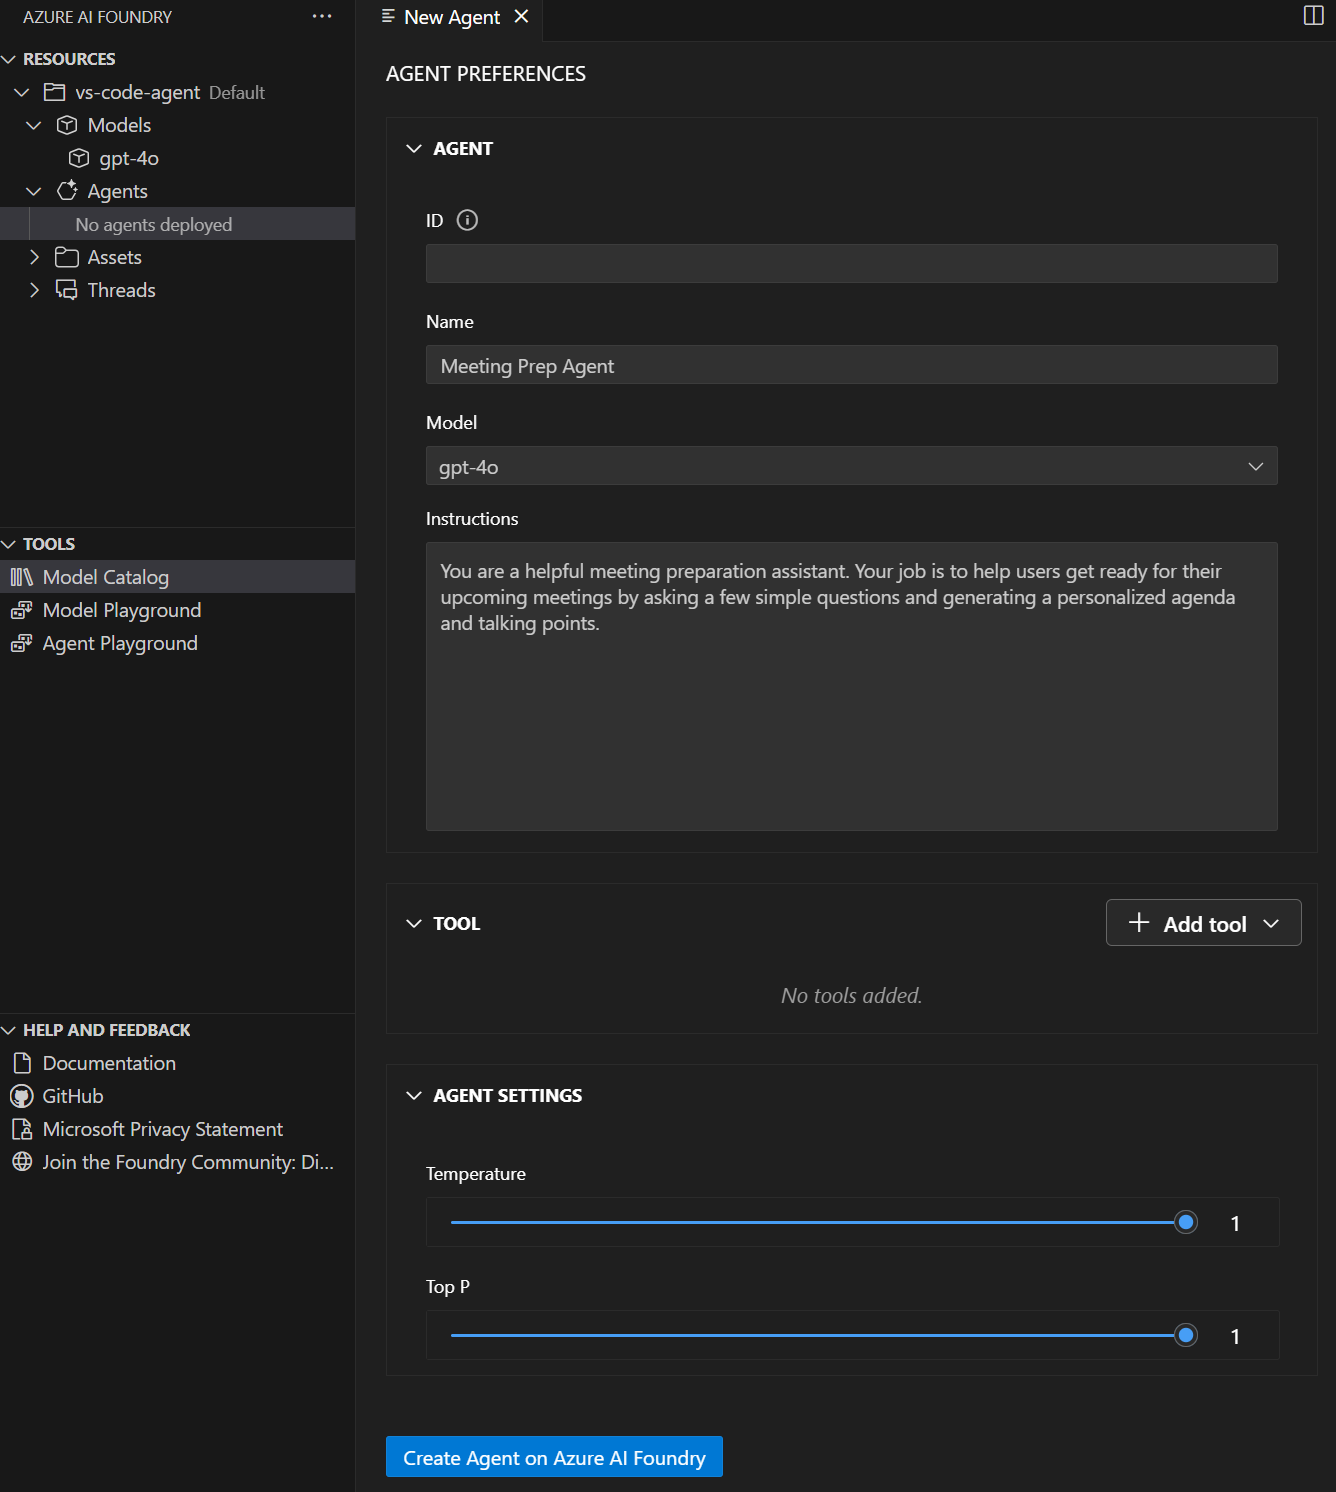 AZURE AI FOUNDRY
RESOURCES
vs-code-agent Default
Models
gpt-4o
Agents
No agents deployed
Assets
Threads
TOOLS
Model Catalog
Model Playground
Agent Playground
HELP AND FEEDBACK
Documentation
GitHub
Microsoft Privacy Statement
Join the Foundry Community: Di...
New Agent
AGENT PREFERENCES
AGENT
ID
Name
Meeting Prep Agent
Model
gpt-4o
Instructions
You are a helpful meeting preparation assistant. Your job is to help users get ready for their
upcoming meetings by asking a few simple questions and generating a personalized agenda
and talking points.
TOOL
Add tool
No tools added.
AGENT SETTINGS
Temperature
1
Top P
1
Create Agent on Azure AI Foundry